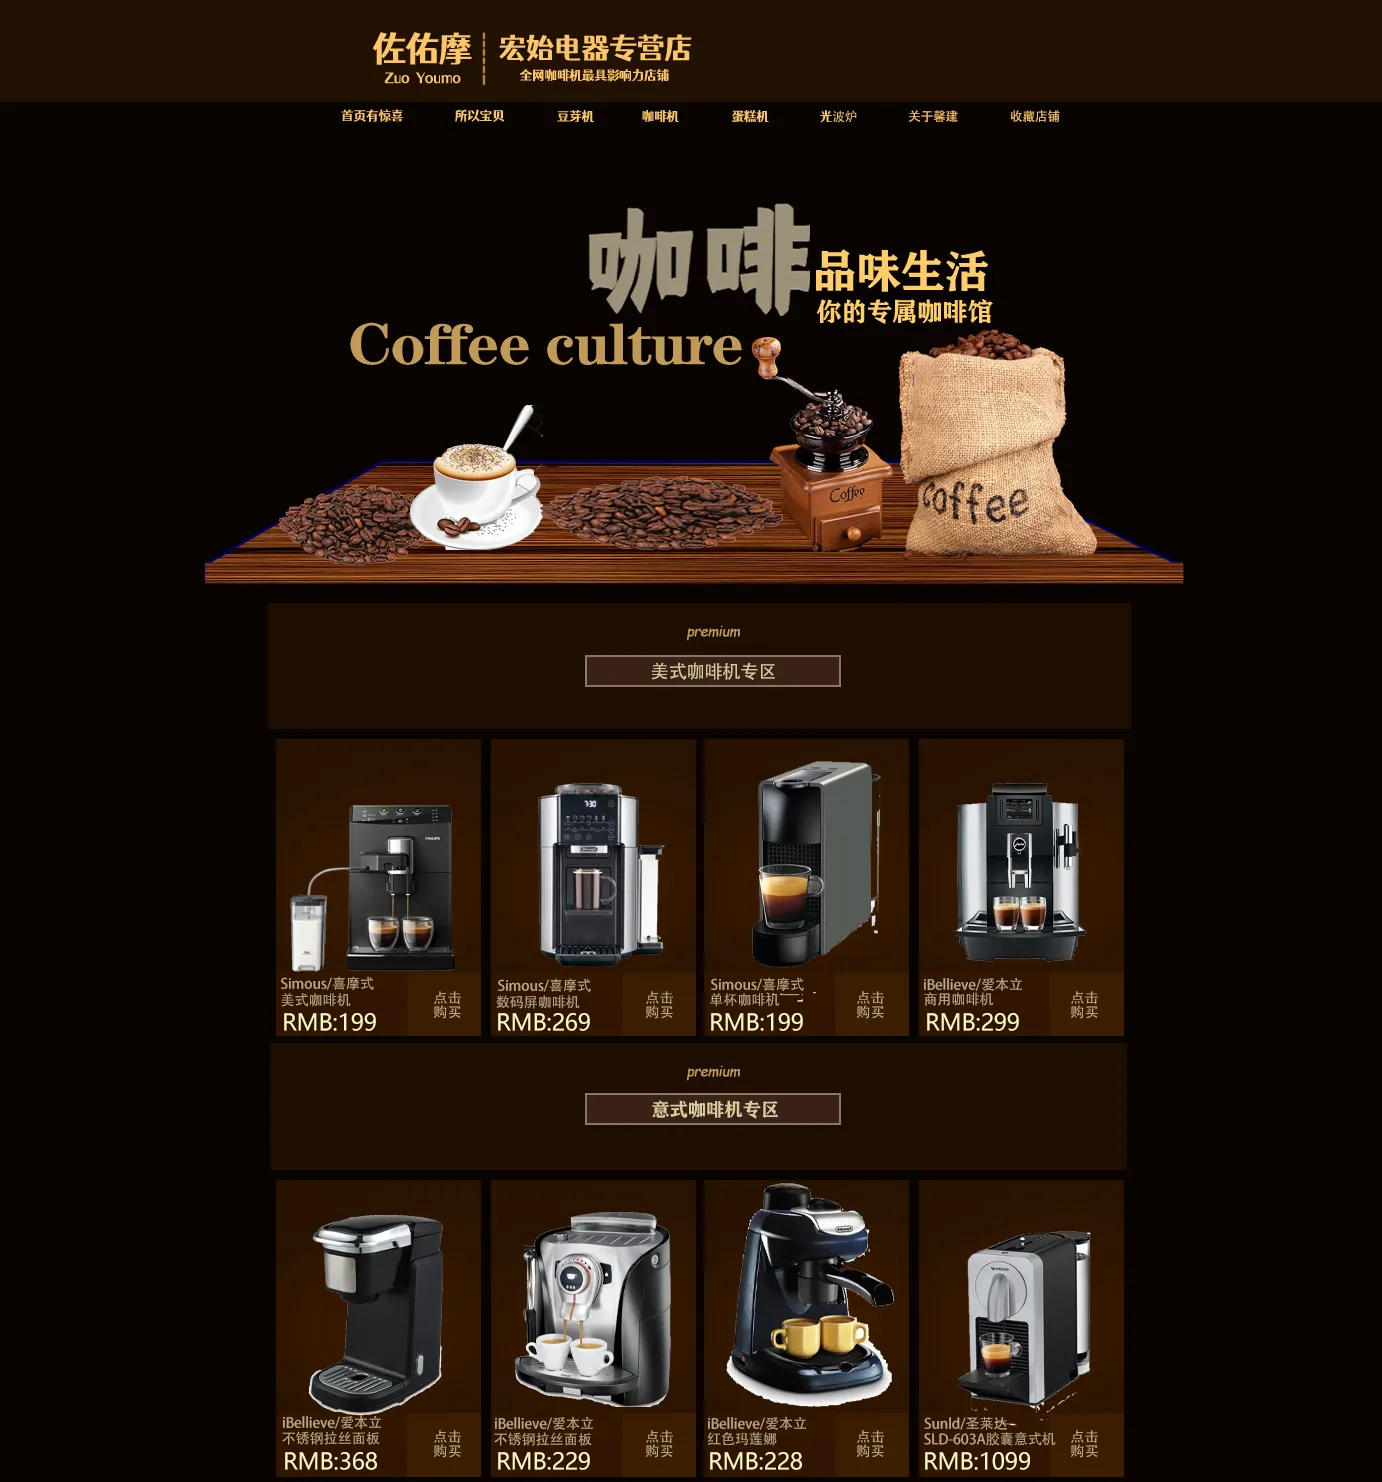 佐佑摩
Zuo Youmo
宏始电器专营店
全网咖啡机最具影响力店铺
首页有惊喜 所以宝贝 豆芽机 咖啡机 蛋糕机 光波炉 关于馨建 收藏店铺
咖啡
品味生活
你的专属咖啡馆
Coffee culture
Coffee
coffee
premium
美式咖啡机专区
PHILIPS
7:30
Simous/喜摩式
美式咖啡机
RMB:199
点击
购买
Simous/喜摩式
数码屏咖啡机
RMB:269
点击
购买
Simous/喜摩式
单杯咖啡机
RMB:199
点击
购买
iBellieve/爱本立
商用咖啡机
RMB:299
点击
购买
premium
意式咖啡机专区
iBellieve/爱本立
不锈钢拉丝面板
RMB:368
点击
购买
iBellieve/爱本立
不锈钢拉丝面板
RMB:229
点击
购买
iBellieve/爱本立
红色玛莲娜
RMB:228
点击
购买
NESPRESSO
Sunld/圣莱达
SLD-603A胶囊意式机
RMB:1099
点击
购买